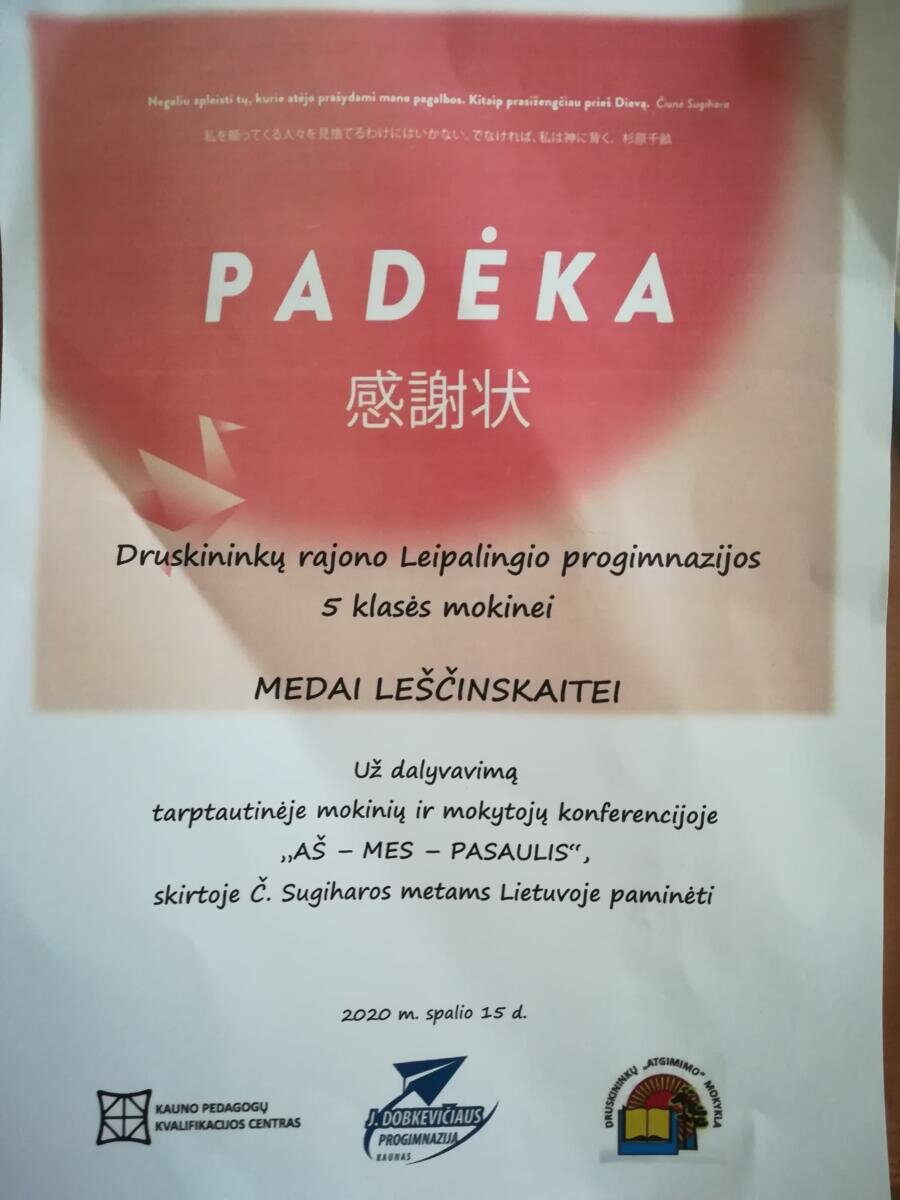 Negaliu apleisti tų, kurie atėjo prašydami mano pagalbos. Kitaip prasižengčiau prieš Dievą. Čiunė Sugihara
私を頼ってくる人々を見捨てるわけにはいかない。でなければ、私は神に背く。杉原千畝
PADĖKA
感謝状
Druskininkų rajono Leipalingio progimnazijos
5 klasės mokinei
MEDAI LEŠČINSKAITEI
Už dalyvavimą
tarptautinėje mokinių ir mokytojų konferencijoje
„AŠ – MES – PASAULIS“,
skirtoje Č. Sugiharos metams Lietuvoje paminėti
2020 m. spalio 15 d.
KAUNO PEDAGOGŲ
KVALIFIKACIJOS CENTRAS
J. DOBKEVIČIAUS
PROGIMNAZIJA
KAUNAS
DRUSKININKŲ „ATGIMIMO“ MOKYKLA